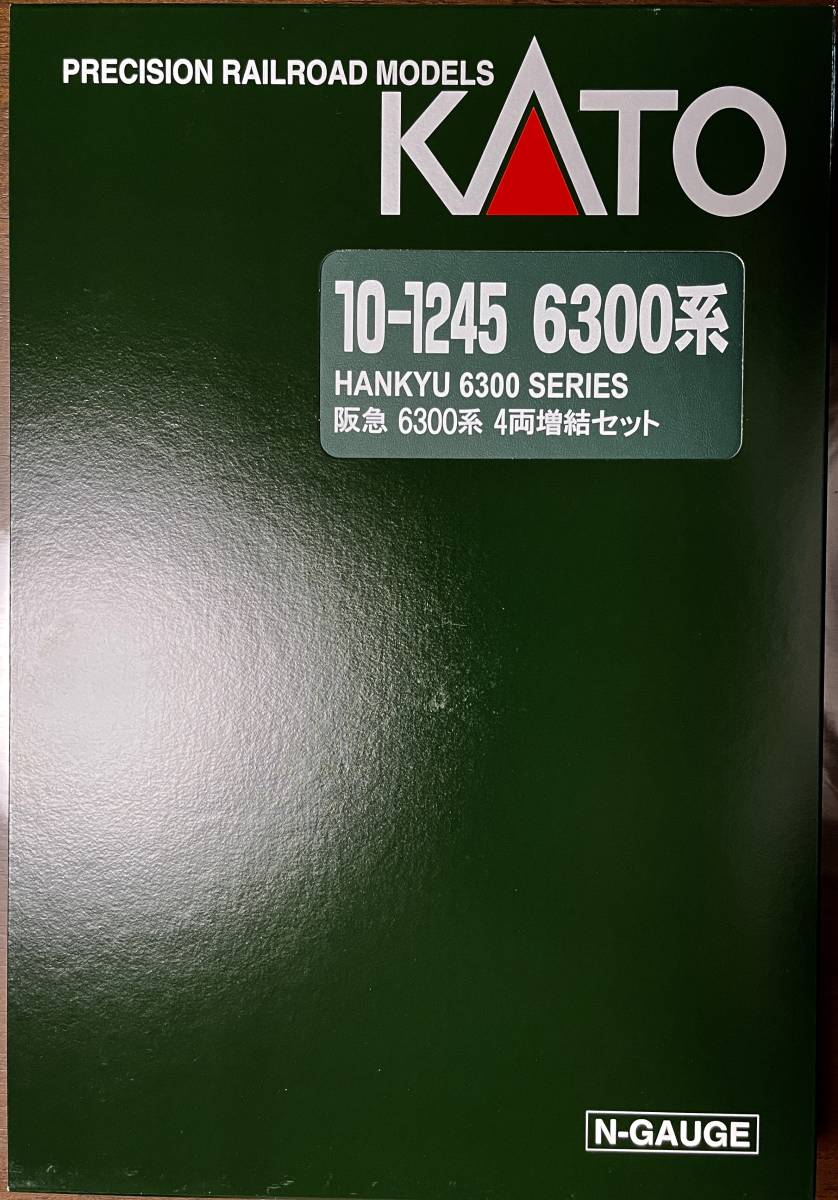 PRECISION RAILROAD MODELS
KATO
10-1245 6300系
HANKYU 6300 SERIES
阪急 6300系 4両増結セット
N-GAUGE